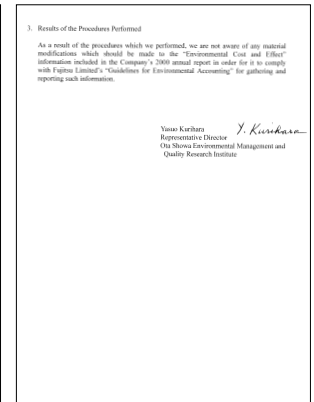 3. Results of the Procedures Performed
As a result of the procedures which we performed, we are not aware of any material
modifications which should be made to the "Environmental Cost and Effect"
information included in the Company's 2000 annual report in order for it to comply
with Fujitsu Limited's "Guidelines for Environmental Accounting" for gathering and
reporting such information.
Yasuo Kurihara Y. Kurihara
Representative Director
Ota Showa Environmental Management and
Quality Research Institute